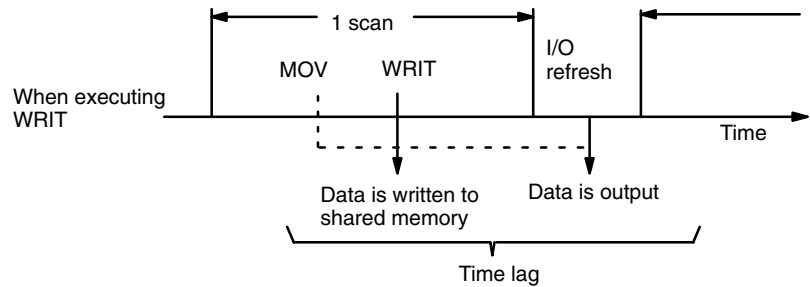 1 scan
I/O
refresh
MOV
WRIT
When executing
WRIT
Time
Data is written to
shared memory
Data is output
Time lag